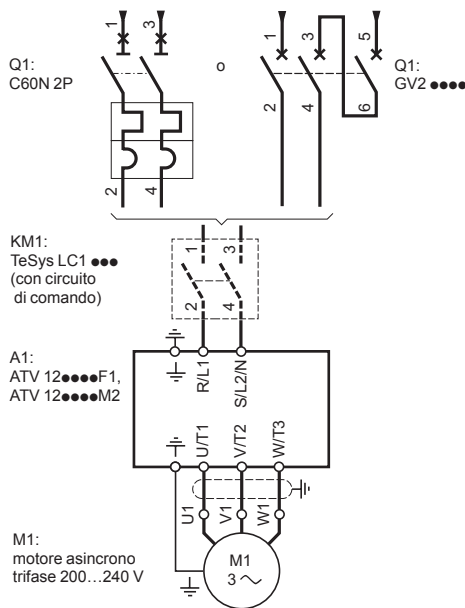 1 3
Q1:
C60N 2P
2 4
o
1 3 5
Q1:
GV2 ●●●●
2 4 6
KM1:
TeSys LC1 ●●●
(con circuito
di comando)
1 3
2 4
A1:
ATV 12●●●●F1,
ATV 12●●●●M2
R/L1 S/L2/N
U/T1 V/T2 W/T3
U1 V1 W1
M1:
motore asincrono
trifase 200...240 V
M1
3 ~